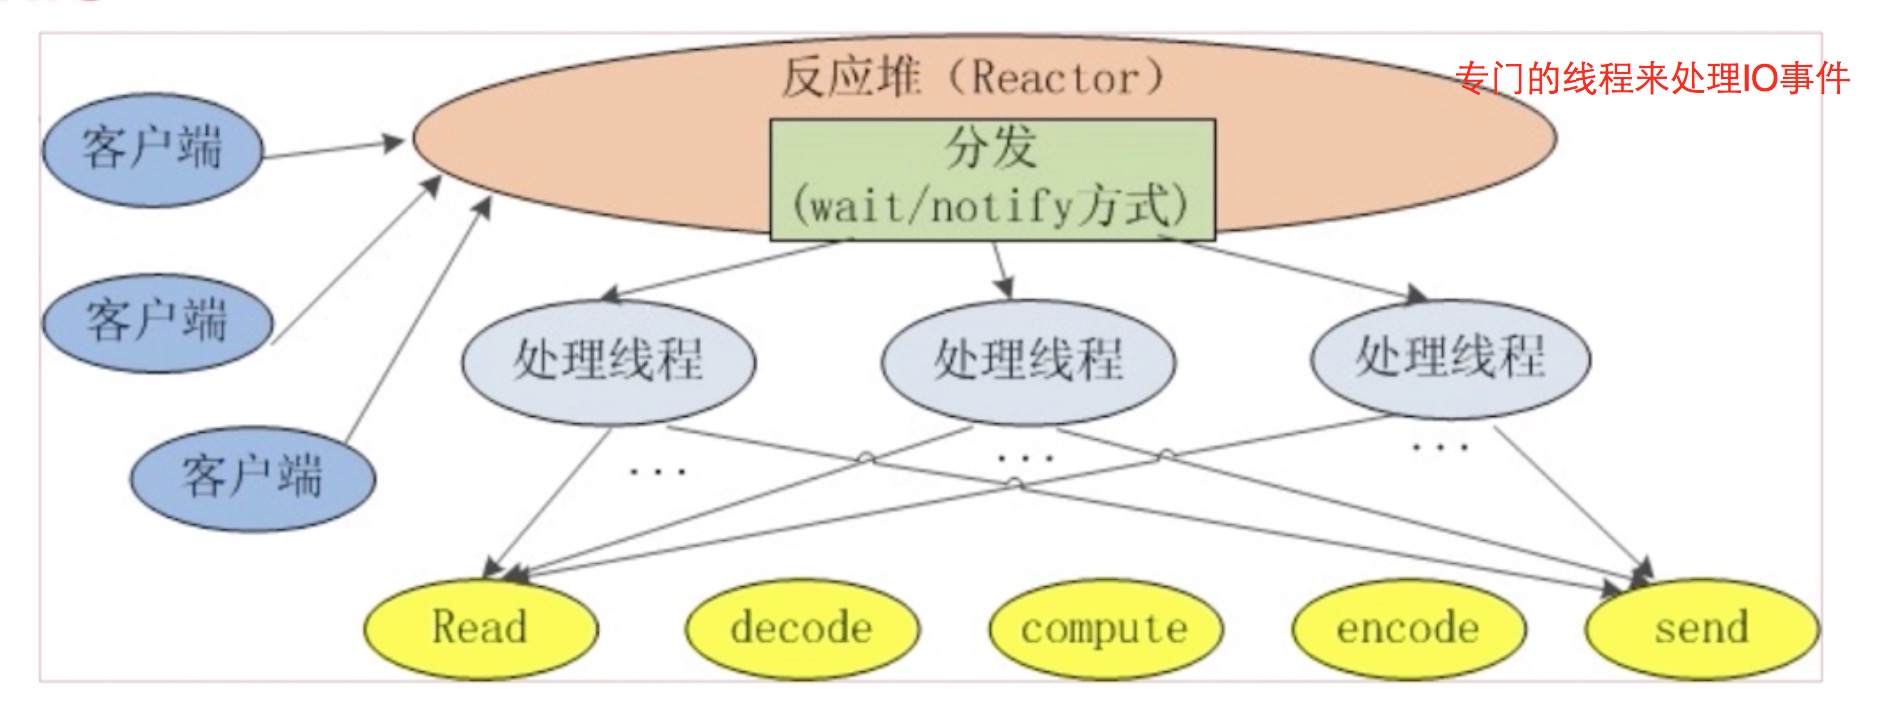 反应堆（Reactor）
专门的线程来处理IO事件
分发
(wait/notify方式)
客户端
客户端
客户端
处理线程
处理线程
处理线程
...
...
...
Read
decode
compute
encode
send